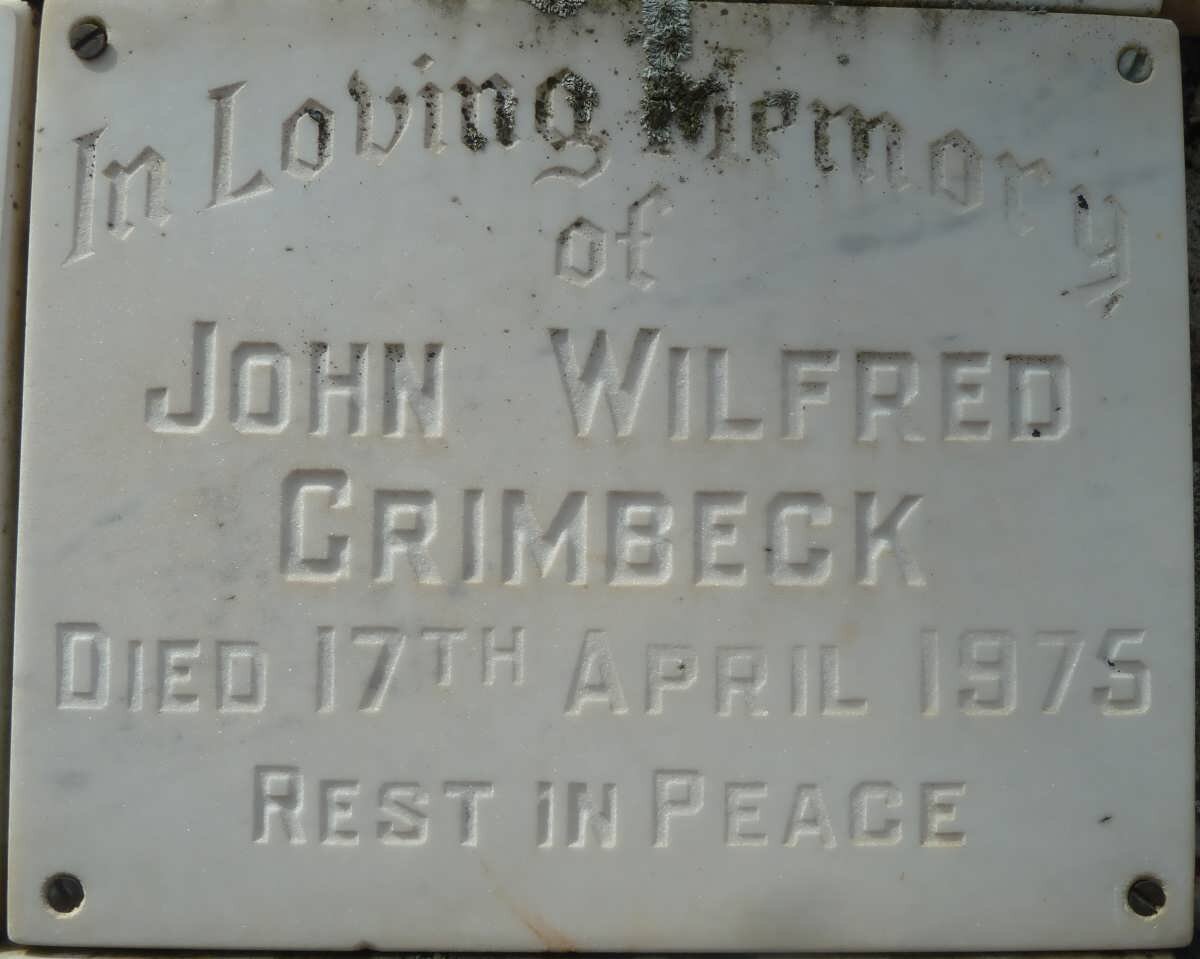 In Loving Memory
of
JOHN WILFRED
CRIMBECK
DIED 17TH APRIL 1975
REST IN PEACE